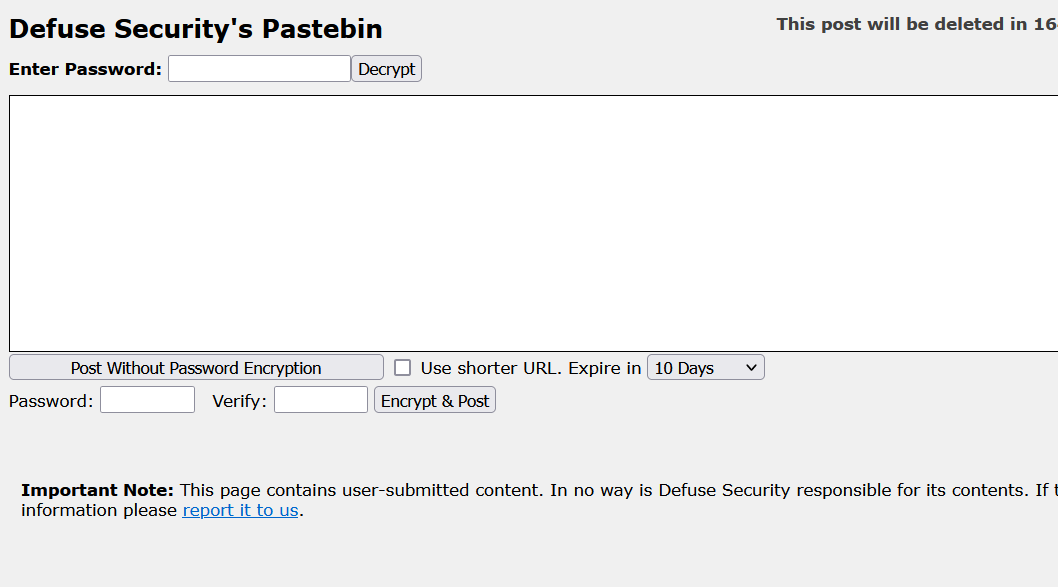 Defuse Security's Pastebin
This post will be deleted in 16
Enter Password: Decrypt
Post Without Password Encryption Use shorter URL. Expire in 10 Days
Password: Verify: Encrypt & Post
Important Note: This page contains user-submitted content. In no way is Defuse Security responsible for its contents. If
information please report it to us.